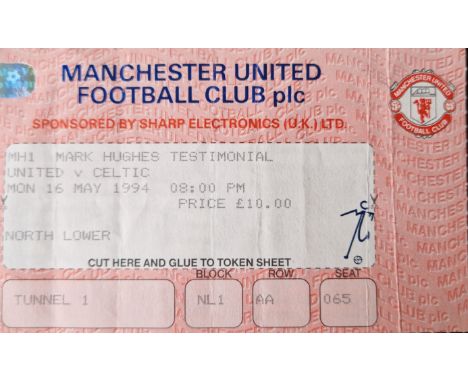 MANCHESTER UNITED
FOOTBALL CLUB plc
SPONSORED BY SHARP ELECTRONICS (U.K.) LTD.
MH1 MARK HUGHES TESTIMONIAL
UNITED v CELTIC
MON 16 MAY 1994 08:00 PM
PRICE £10.00
NORTH LOWER
CUT HERE AND GLUE TO TOKEN SHEET
BLOCK ROW SEAT
TUNNEL 1 NL1 AA 065
MANCHESTER UNITED
FOOTBALL CLUB